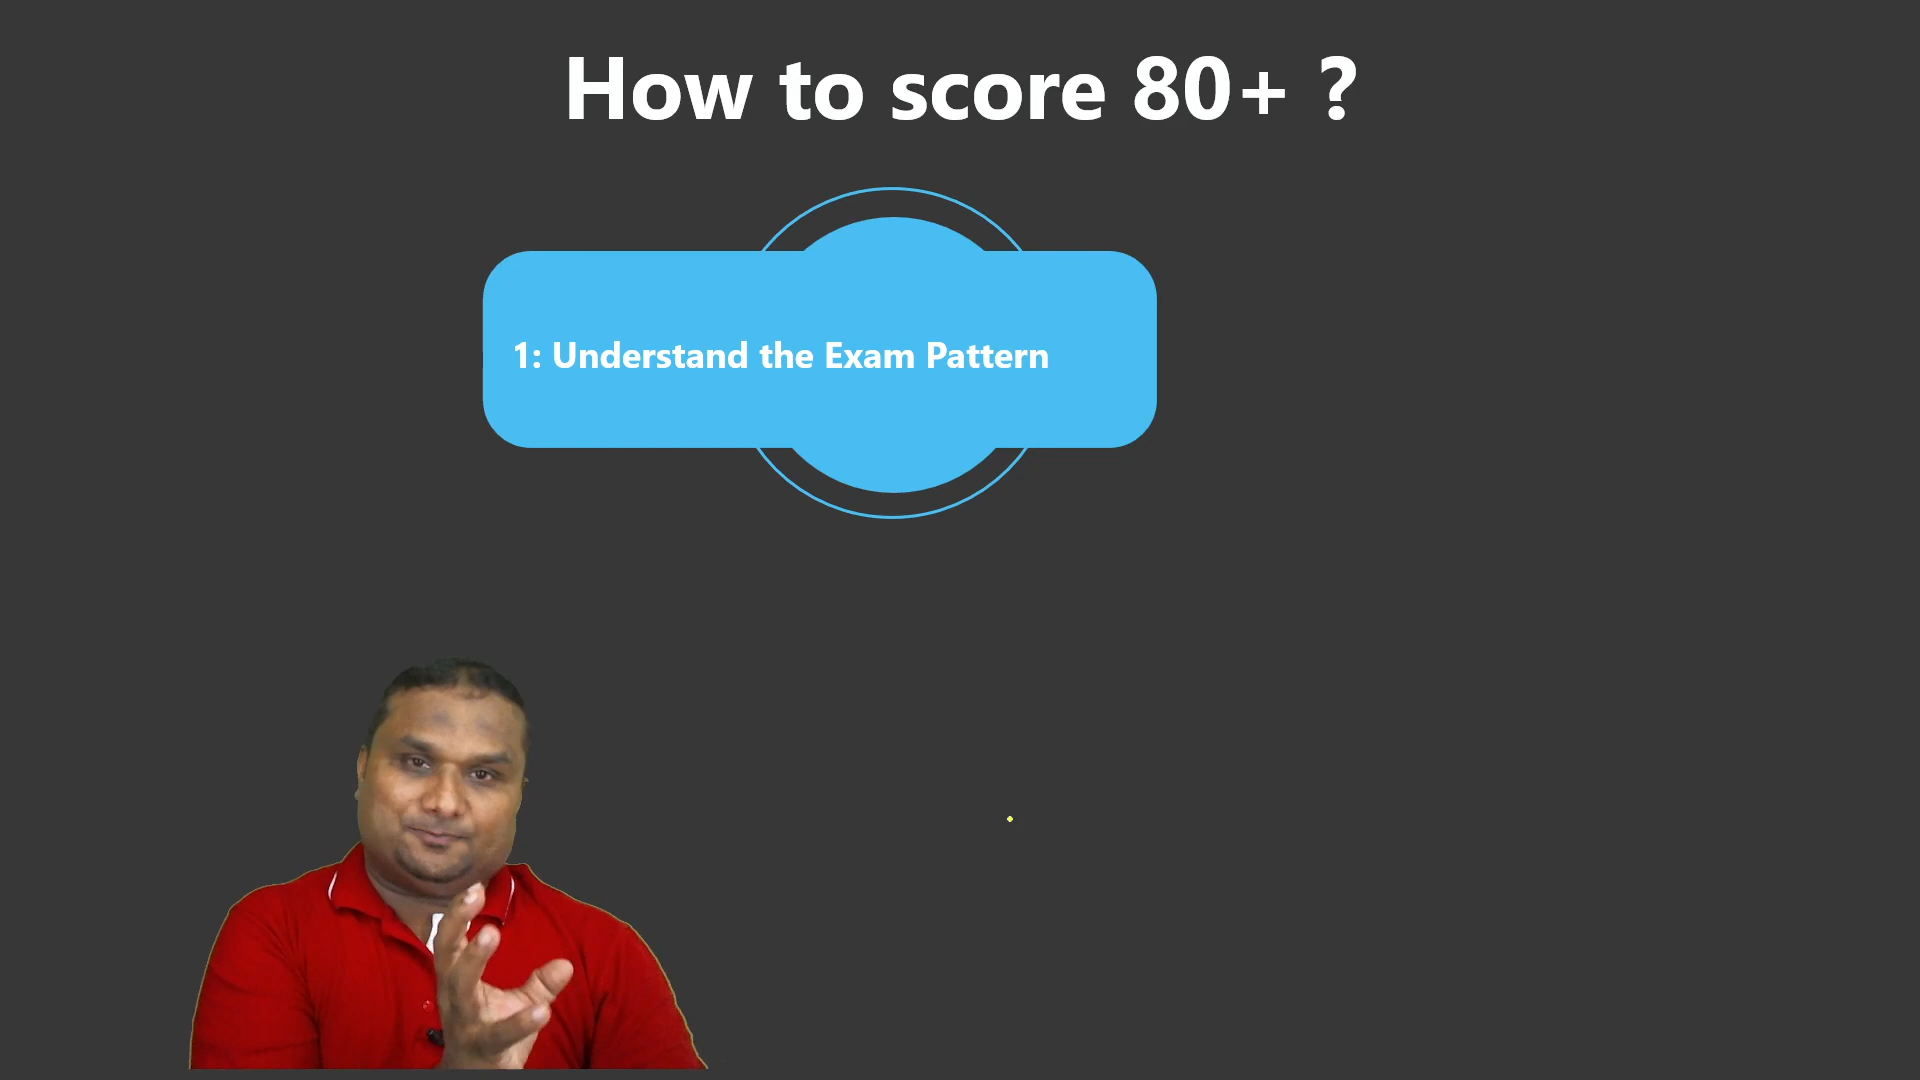 How to score 80+ ?
1: Understand the Exam Pattern